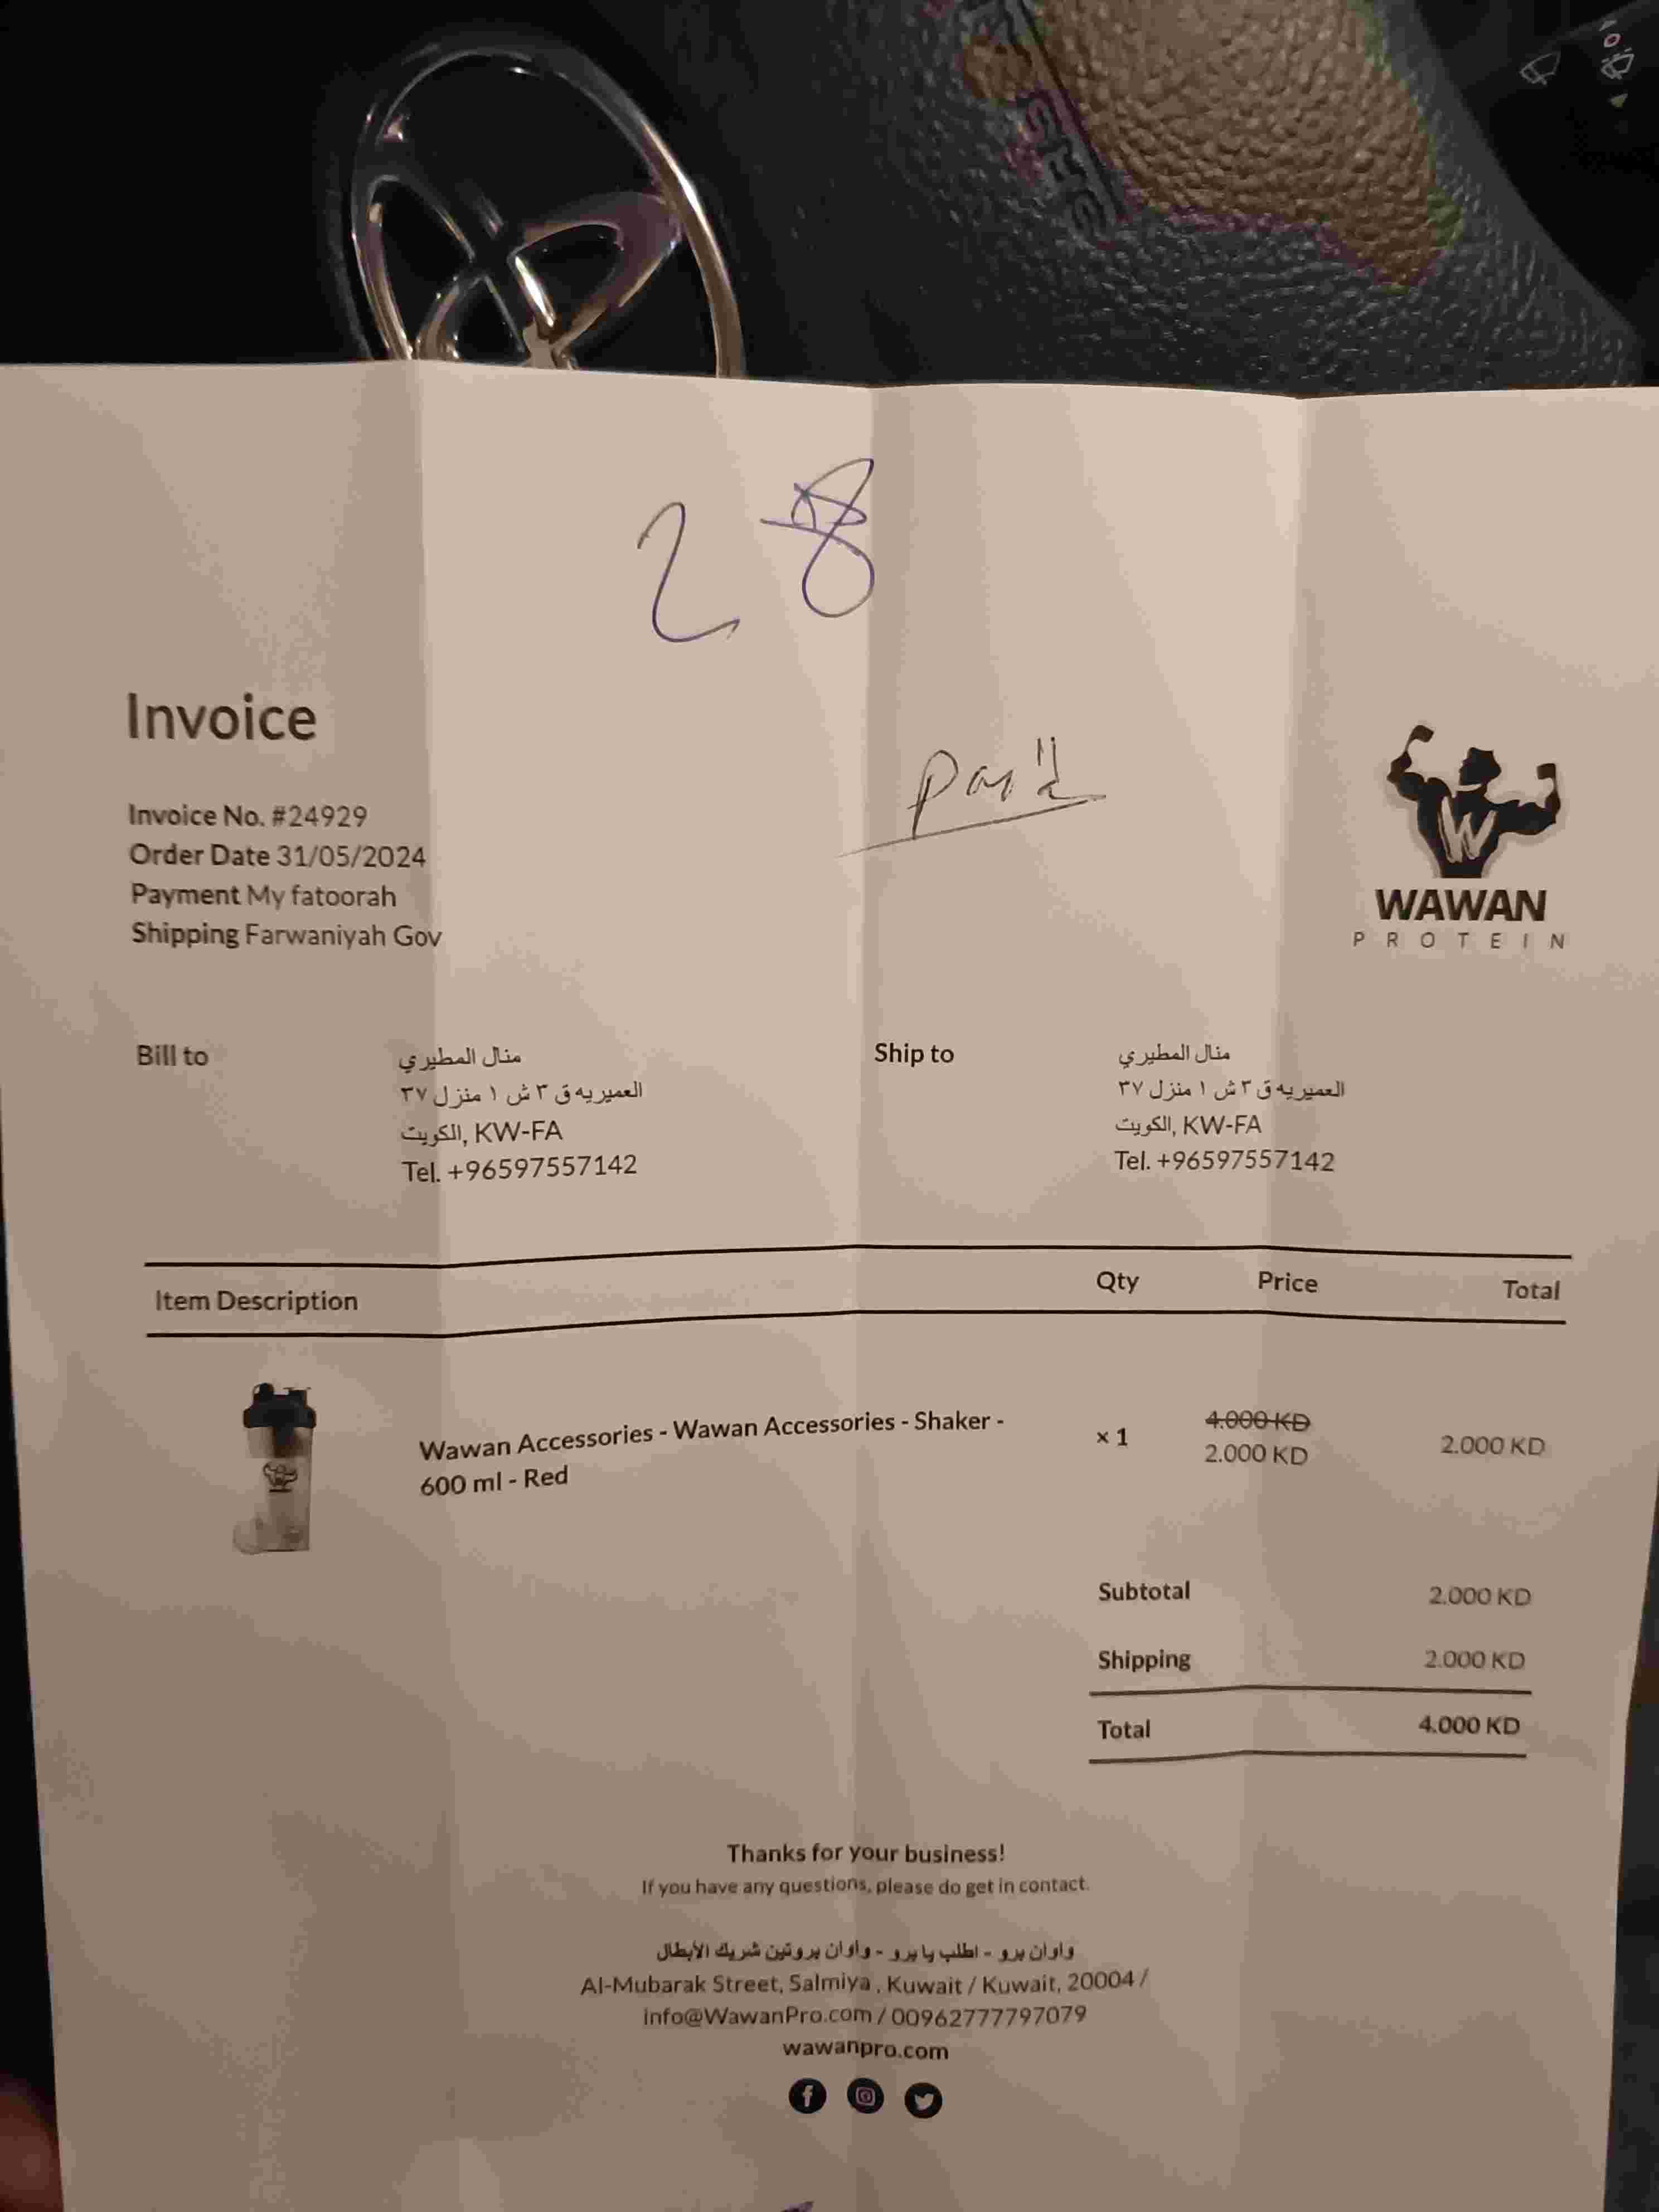 SRS
28
Invoice
paid
Invoice No. #24929
Order Date 31/05/2024
Payment My fatoorah
Shipping Farwaniyah Gov
W
WAWAN
PROTEIN
Bill to
منال المطيري
العميريه ق ٣ ش ١ منزل ٣٧
الكويت, KW-FA
Tel. +96597557142
Ship to
منال المطيري
العميريه ق ٣ ش ١ منزل ٣٧
الكويت, KW-FA
Tel. +96597557142
Item Description Qty Price Total
Wawan Accessories - Wawan Accessories - Shaker -
600 ml - Red
× 1
4.000 KD
2.000 KD
2.000 KD
Subtotal 2.000 KD
Shipping 2.000 KD
Total 4.000 KD
Thanks for your business!
If you have any questions, please do get in contact.
واوان برو - اطلب يا برو - واوان بروتين شريك الأبطال
Al-Mubarak Street, Salmiya , Kuwait / Kuwait, 20004 /
info@WawanPro.com / 00962777797079
wawanpro.com